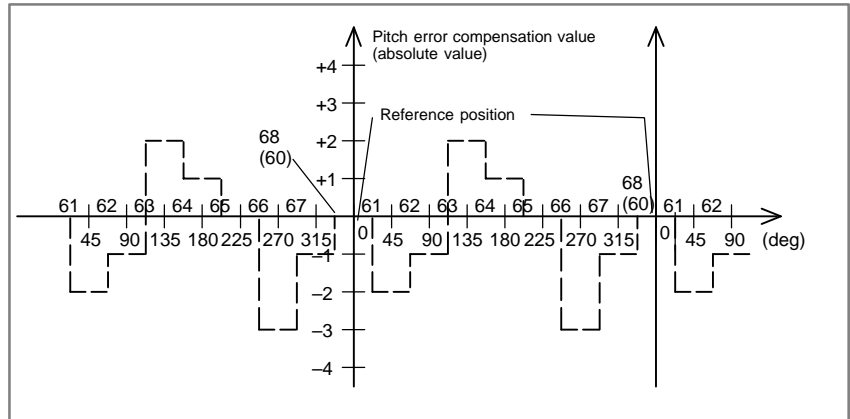 Pitch error compensation value
(absolute value)
+4
+3
Reference position
+2
+1
68
(60)
68
(60)
61 62 63 64 65 66 67 61 62 63 64 65 66 67 61 62
45 90 135 180 225 270 315 0 45 90 135 180 225 270 315 0 45 90 (deg)
–1
–2
–3
–4